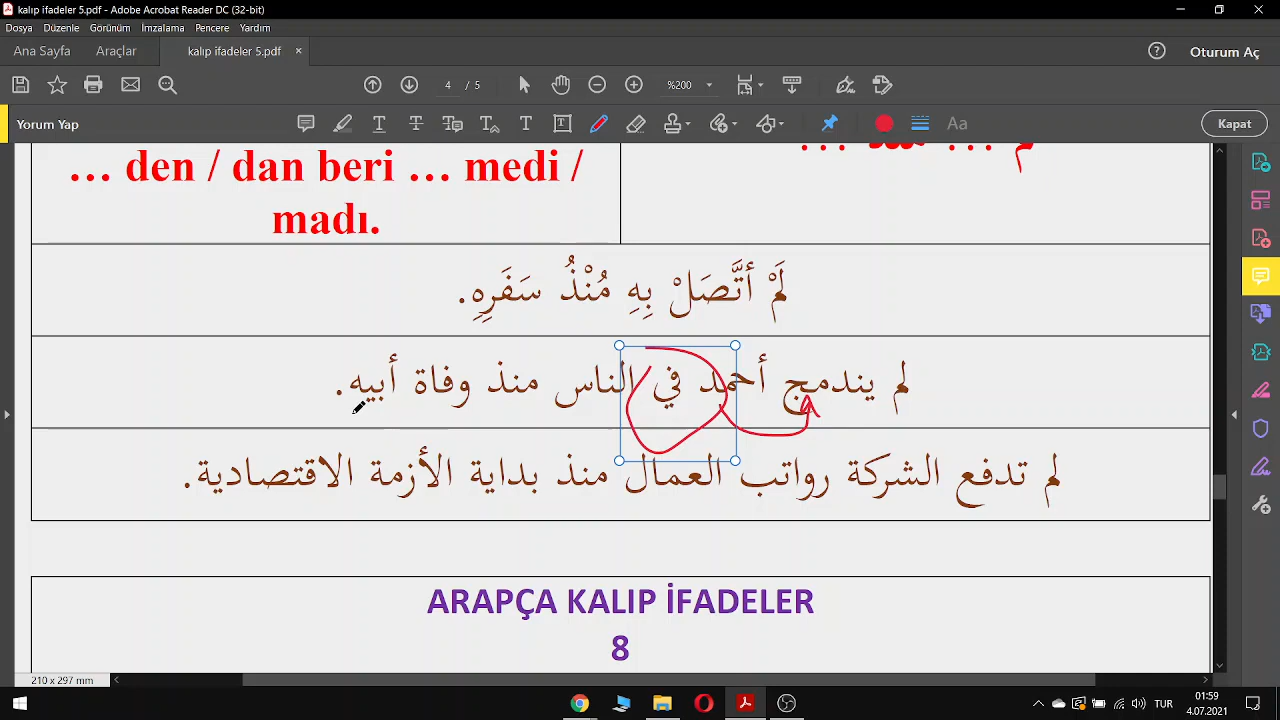 kalıp ifadeler 5.pdf - Adobe Acrobat Reader DC (32-bit)
Dosya Düzenle Görünüm İmzalama Pencere Yardım
Ana Sayfa Araçlar kalıp ifadeler 5.pdf × Oturum Aç
4 / 5 %200
Yorum Yap Aa Kapat
… den / dan beri … medi /
madı.
لَمْ أتَّصَلْ بِهِ مُنْذُ سَفَرِهِ.
لم يندمج أحمد في الناس منذ وفاة أبيه.
لم تدفع الشركة رواتب العمال منذ بداية الأزمة الاقتصادية.
ARAPÇA KALIP İFADELER
8
210 x 297 mm
TUR 01:59
4.07.2021